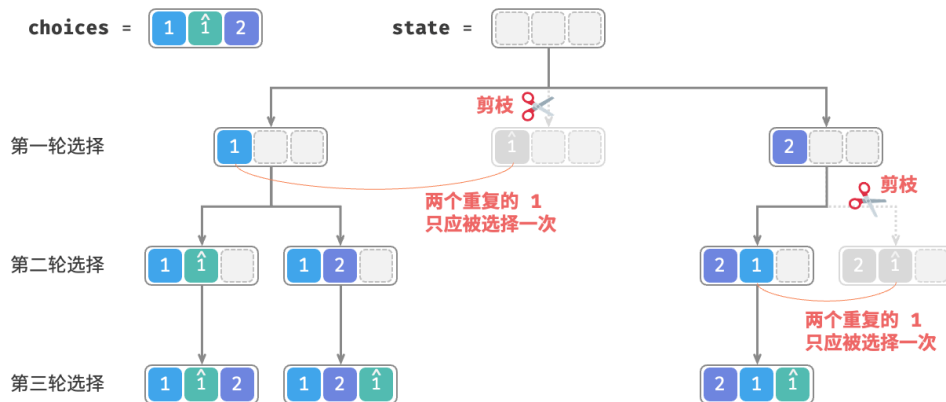 choices = 1 1̂ 2
state =
剪枝
第一轮选择
1
1̂
2
剪枝
两个重复的 1
只应被选择一次
第二轮选择
1 1̂
1 2
2 1
2 1̂
两个重复的 1
只应被选择一次
第三轮选择
1 1̂ 2
1 2 1̂
2 1 1̂